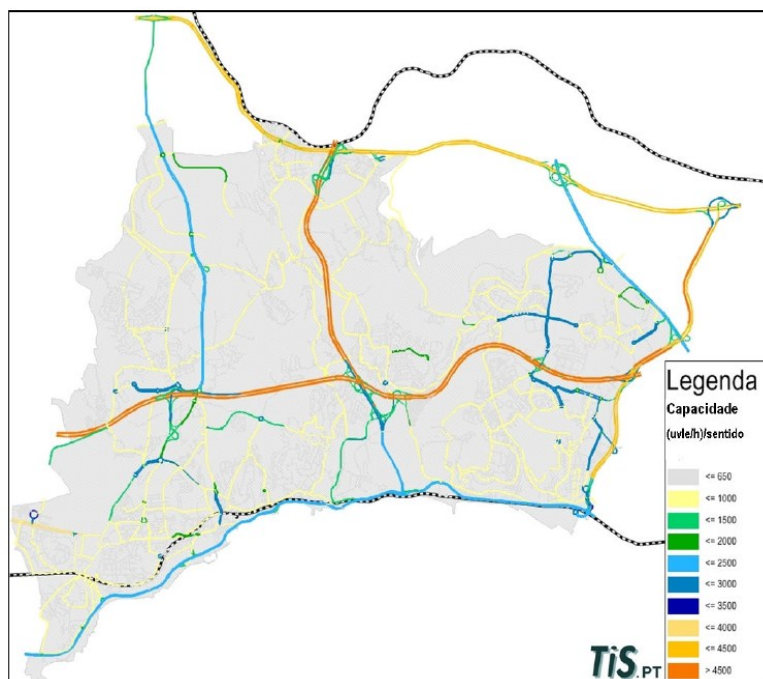 Legenda
Capacidade
(uvle/h)/sentido
<= 650
<= 1000
<= 1500
<= 2000
<= 2500
<= 3000
<= 3500
<= 4000
<= 4500
> 4500
TiS.PT